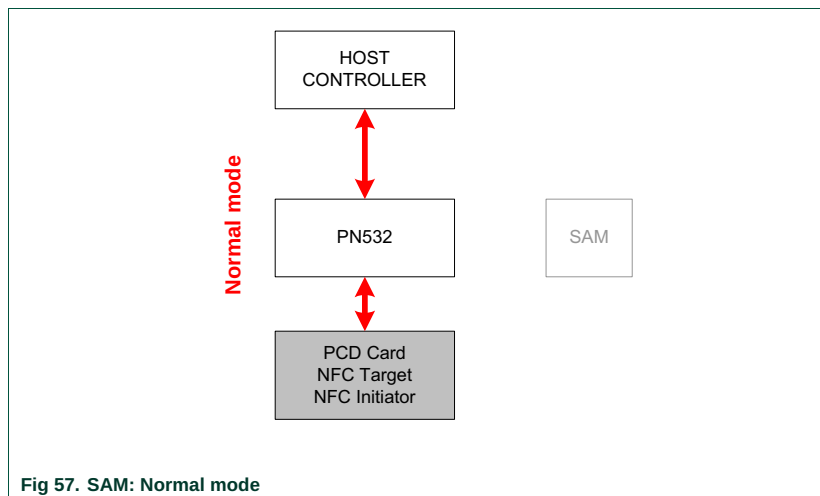 HOST
CONTROLLER
Normal mode
PN532
SAM
PCD Card
NFC Target
NFC Initiator
Fig 57. SAM: Normal mode